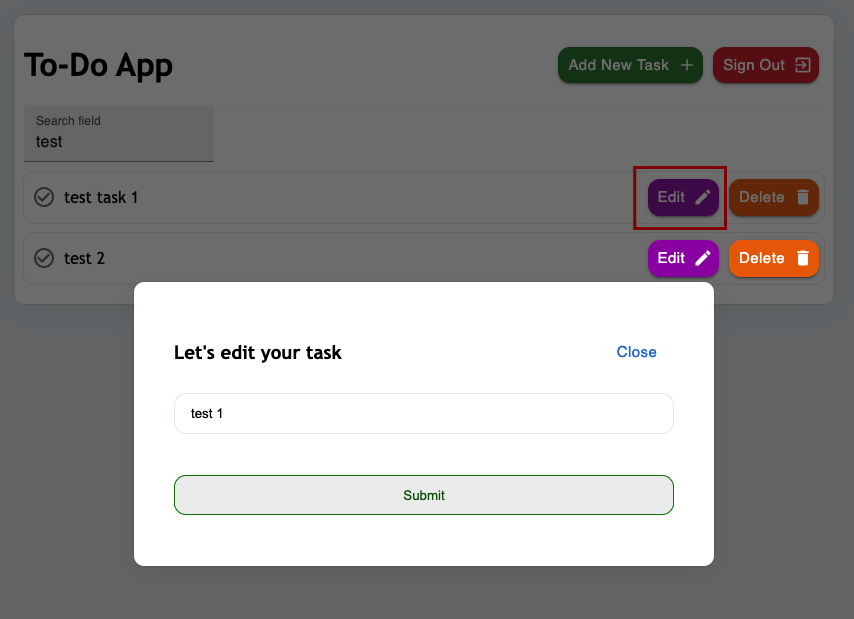 To-Do App
Add New Task
Sign Out
Search field
test
test task 1
Edit
Delete
test 2
Edit
Delete
Let's edit your task
Close
test 1
Submit